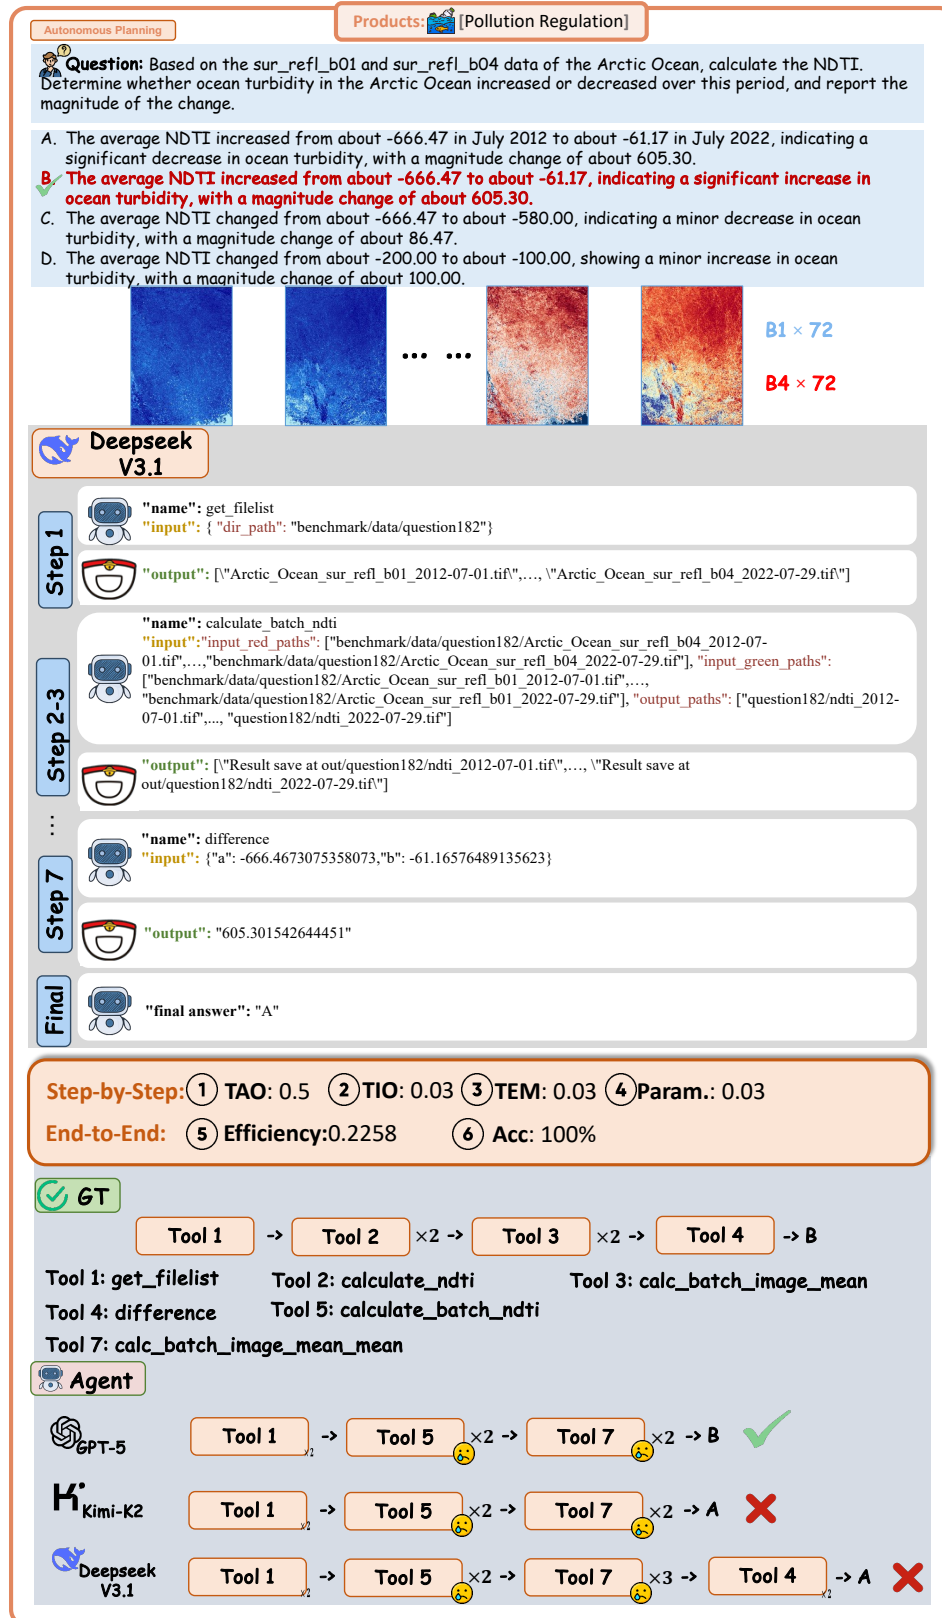 Products: [Pollution Regulation]
Autonomous Planning
Question: Based on the sur_refl_b01 and sur_refl_b04 data of the Arctic Ocean, calculate the NDTI.
Determine whether ocean turbidity in the Arctic Ocean increased or decreased over this period, and report the
magnitude of the change.
A. The average NDTI increased from about -666.47 in July 2012 to about -61.17 in July 2022, indicating a
significant decrease in ocean turbidity, with a magnitude change of about 605.30.
B. The average NDTI increased from about -666.47 to about -61.17, indicating a significant increase in
ocean turbidity, with a magnitude change of about 605.30.
C. The average NDTI changed from about -666.47 to about -580.00, indicating a minor decrease in ocean
turbidity, with a magnitude change of about 86.47.
D. The average NDTI changed from about -200.00 to about -100.00, showing a minor increase in ocean
turbidity, with a magnitude change of about 100.00.
... ...
B1 × 72
B4 × 72
Deepseek
V3.1
Step 1
"name": get_filelist
"input": { "dir_path": "benchmark/data/question182"}
"output": [\"Arctic_Ocean_sur_refl_b01_2012-07-01.tif\",…, \"Arctic_Ocean_sur_refl_b04_2022-07-29.tif\"]
Step 2-3
"name": calculate_batch_ndti
"input":"input_red_paths": ["benchmark/data/question182/Arctic_Ocean_sur_refl_b04_2012-07-
01.tif",…,"benchmark/data/question182/Arctic_Ocean_sur_refl_b04_2022-07-29.tif"], "input_green_paths":
["benchmark/data/question182/Arctic_Ocean_sur_refl_b01_2012-07-01.tif",…,
"benchmark/data/question182/Arctic_Ocean_sur_refl_b01_2022-07-29.tif"], "output_paths": ["question182/ndti_2012-
07-01.tif",..., "question182/ndti_2022-07-29.tif"]
"output": [\"Result save at out/question182/ndti_2012-07-01.tif\",…, \"Result save at
out/question182/ndti_2022-07-29.tif\"]
⋮
Step 7
"name": difference
"input": {"a": -666.4673075358073,"b": -61.16576489135623}
"output": "605.301542644451"
Final
"final answer": "A"
Step-by-Step: 1 TAO: 0.5 2 TIO: 0.03 3 TEM: 0.03 4 Param.: 0.03
End-to-End: 5 Efficiency:0.2258 6 Acc: 100%
GT
Tool 1 -> Tool 2 ×2 -> Tool 3 ×2 -> Tool 4 -> B
Tool 1: get_filelist Tool 2: calculate_ndti Tool 3: calc_batch_image_mean
Tool 4: difference Tool 5: calculate_batch_ndti
Tool 7: calc_batch_image_mean_mean
Agent
GPT-5 Tool 1 x2 -> Tool 5 ×2 -> Tool 7 ×2 -> B
Kimi-K2 Tool 1 x2 -> Tool 5 ×2 -> Tool 7 ×2 -> A
Deepseek
V3.1 Tool 1 x2 -> Tool 5 ×2 -> Tool 7 ×3 -> Tool 4 x2 -> A